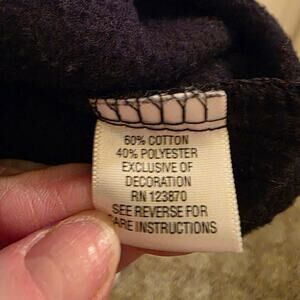 60% COTTON
40% POLYESTER
EXCLUSIVE OF
DECORATION
RN 123870
SEE REVERSE FOR
CARE INSTRUCTIONS